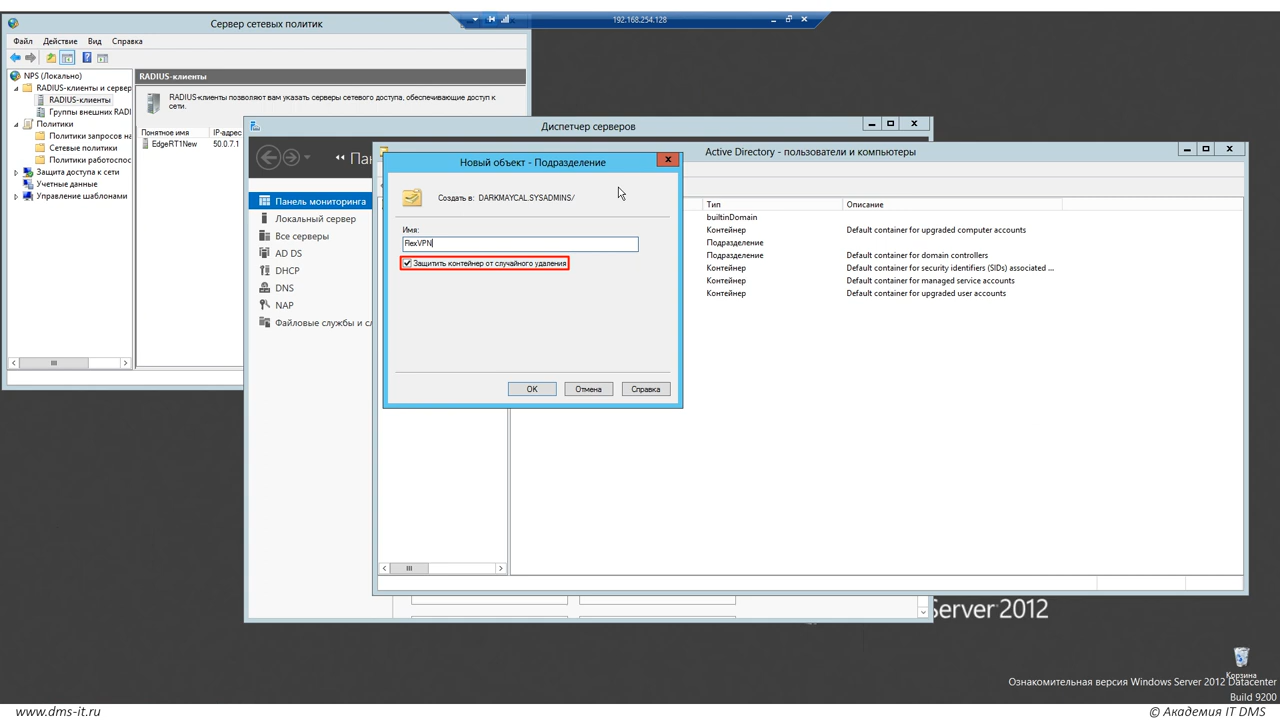 192.168.254.128
Сервер сетевых политик
Файл Действие Вид Справка
NPS (Локально)
RADIUS-клиенты и сервер
RADIUS-клиенты
Группы внешних RADI
Политики
Политики запросов на
Сетевые политики
Политики работоспос
Защита доступа к сети
Учетные данные
Управление шаблонами
RADIUS-клиенты
RADIUS-клиенты позволяют вам указать серверы сетевого доступа, обеспечивающие доступ к
сети.
Понятное имя IP-адрес
EdgeRT1New 50.0.7.1
Диспетчер серверов
Пан
Панель мониторинга
Локальный сервер
Все серверы
AD DS
DHCP
DNS
NAP
Файловые службы и сл
Active Directory - пользователи и компьютеры
Тип Описание
builtinDomain
Контейнер Default container for upgraded computer accounts
Подразделение
Подразделение Default container for domain controllers
Контейнер Default container for security identifiers (SIDs) associated ...
Контейнер Default container for managed service accounts
Контейнер Default container for upgraded user accounts
Новый объект - Подразделение
Создать в: DARKMAYCAL.SYSADMINS/
Имя:
FlexVPN
Защитить контейнер от случайного удаления
OK Отмена Справка
Server 2012
Корзина
Ознакомительная версия Windows Server 2012 Datacenter
Build 9200
www.dms-it.ru
© Академия IT DMS